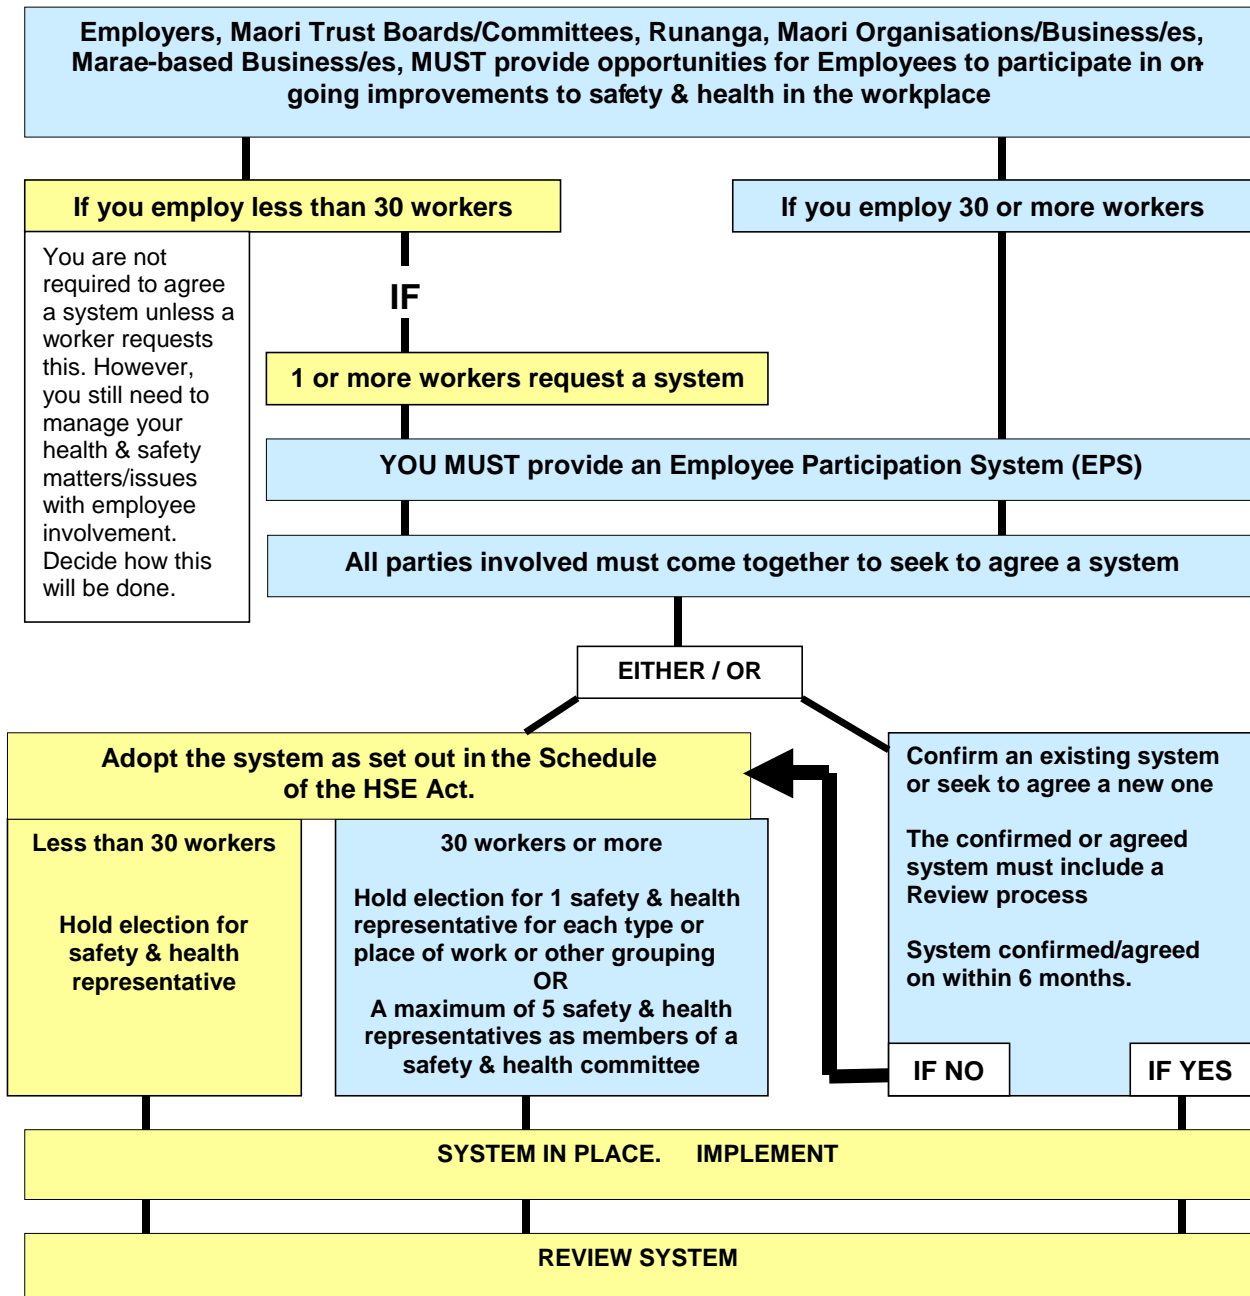 Employers, Maori Trust Boards/Committees, Runanga, Maori Organisations/Business/es,
Marae-based Business/es, MUST provide opportunities for Employees to participate in on-
going improvements to safety & health in the workplace
If you employ less than 30 workers
If you employ 30 or more workers
You are not
required to agree
a system unless a
worker requests
this. However,
you still need to
manage your
health & safety
matters/issues
with employee
involvement.
Decide how this
will be done.
IF
1 or more workers request a system
YOU MUST provide an Employee Participation System (EPS)
All parties involved must come together to seek to agree a system
EITHER / OR
Adopt the system as set out in the Schedule
of the HSE Act.
Less than 30 workers
Hold election for
safety & health
representative
30 workers or more
Hold election for 1 safety & health
representative for each type or
place of work or other grouping
OR
A maximum of 5 safety & health
representatives as members of a
safety & health committee
Confirm an existing system
or seek to agree a new one
The confirmed or agreed
system must include a
Review process
System confirmed/agreed
on within 6 months.
IF NO
IF YES
SYSTEM IN PLACE. IMPLEMENT
REVIEW SYSTEM